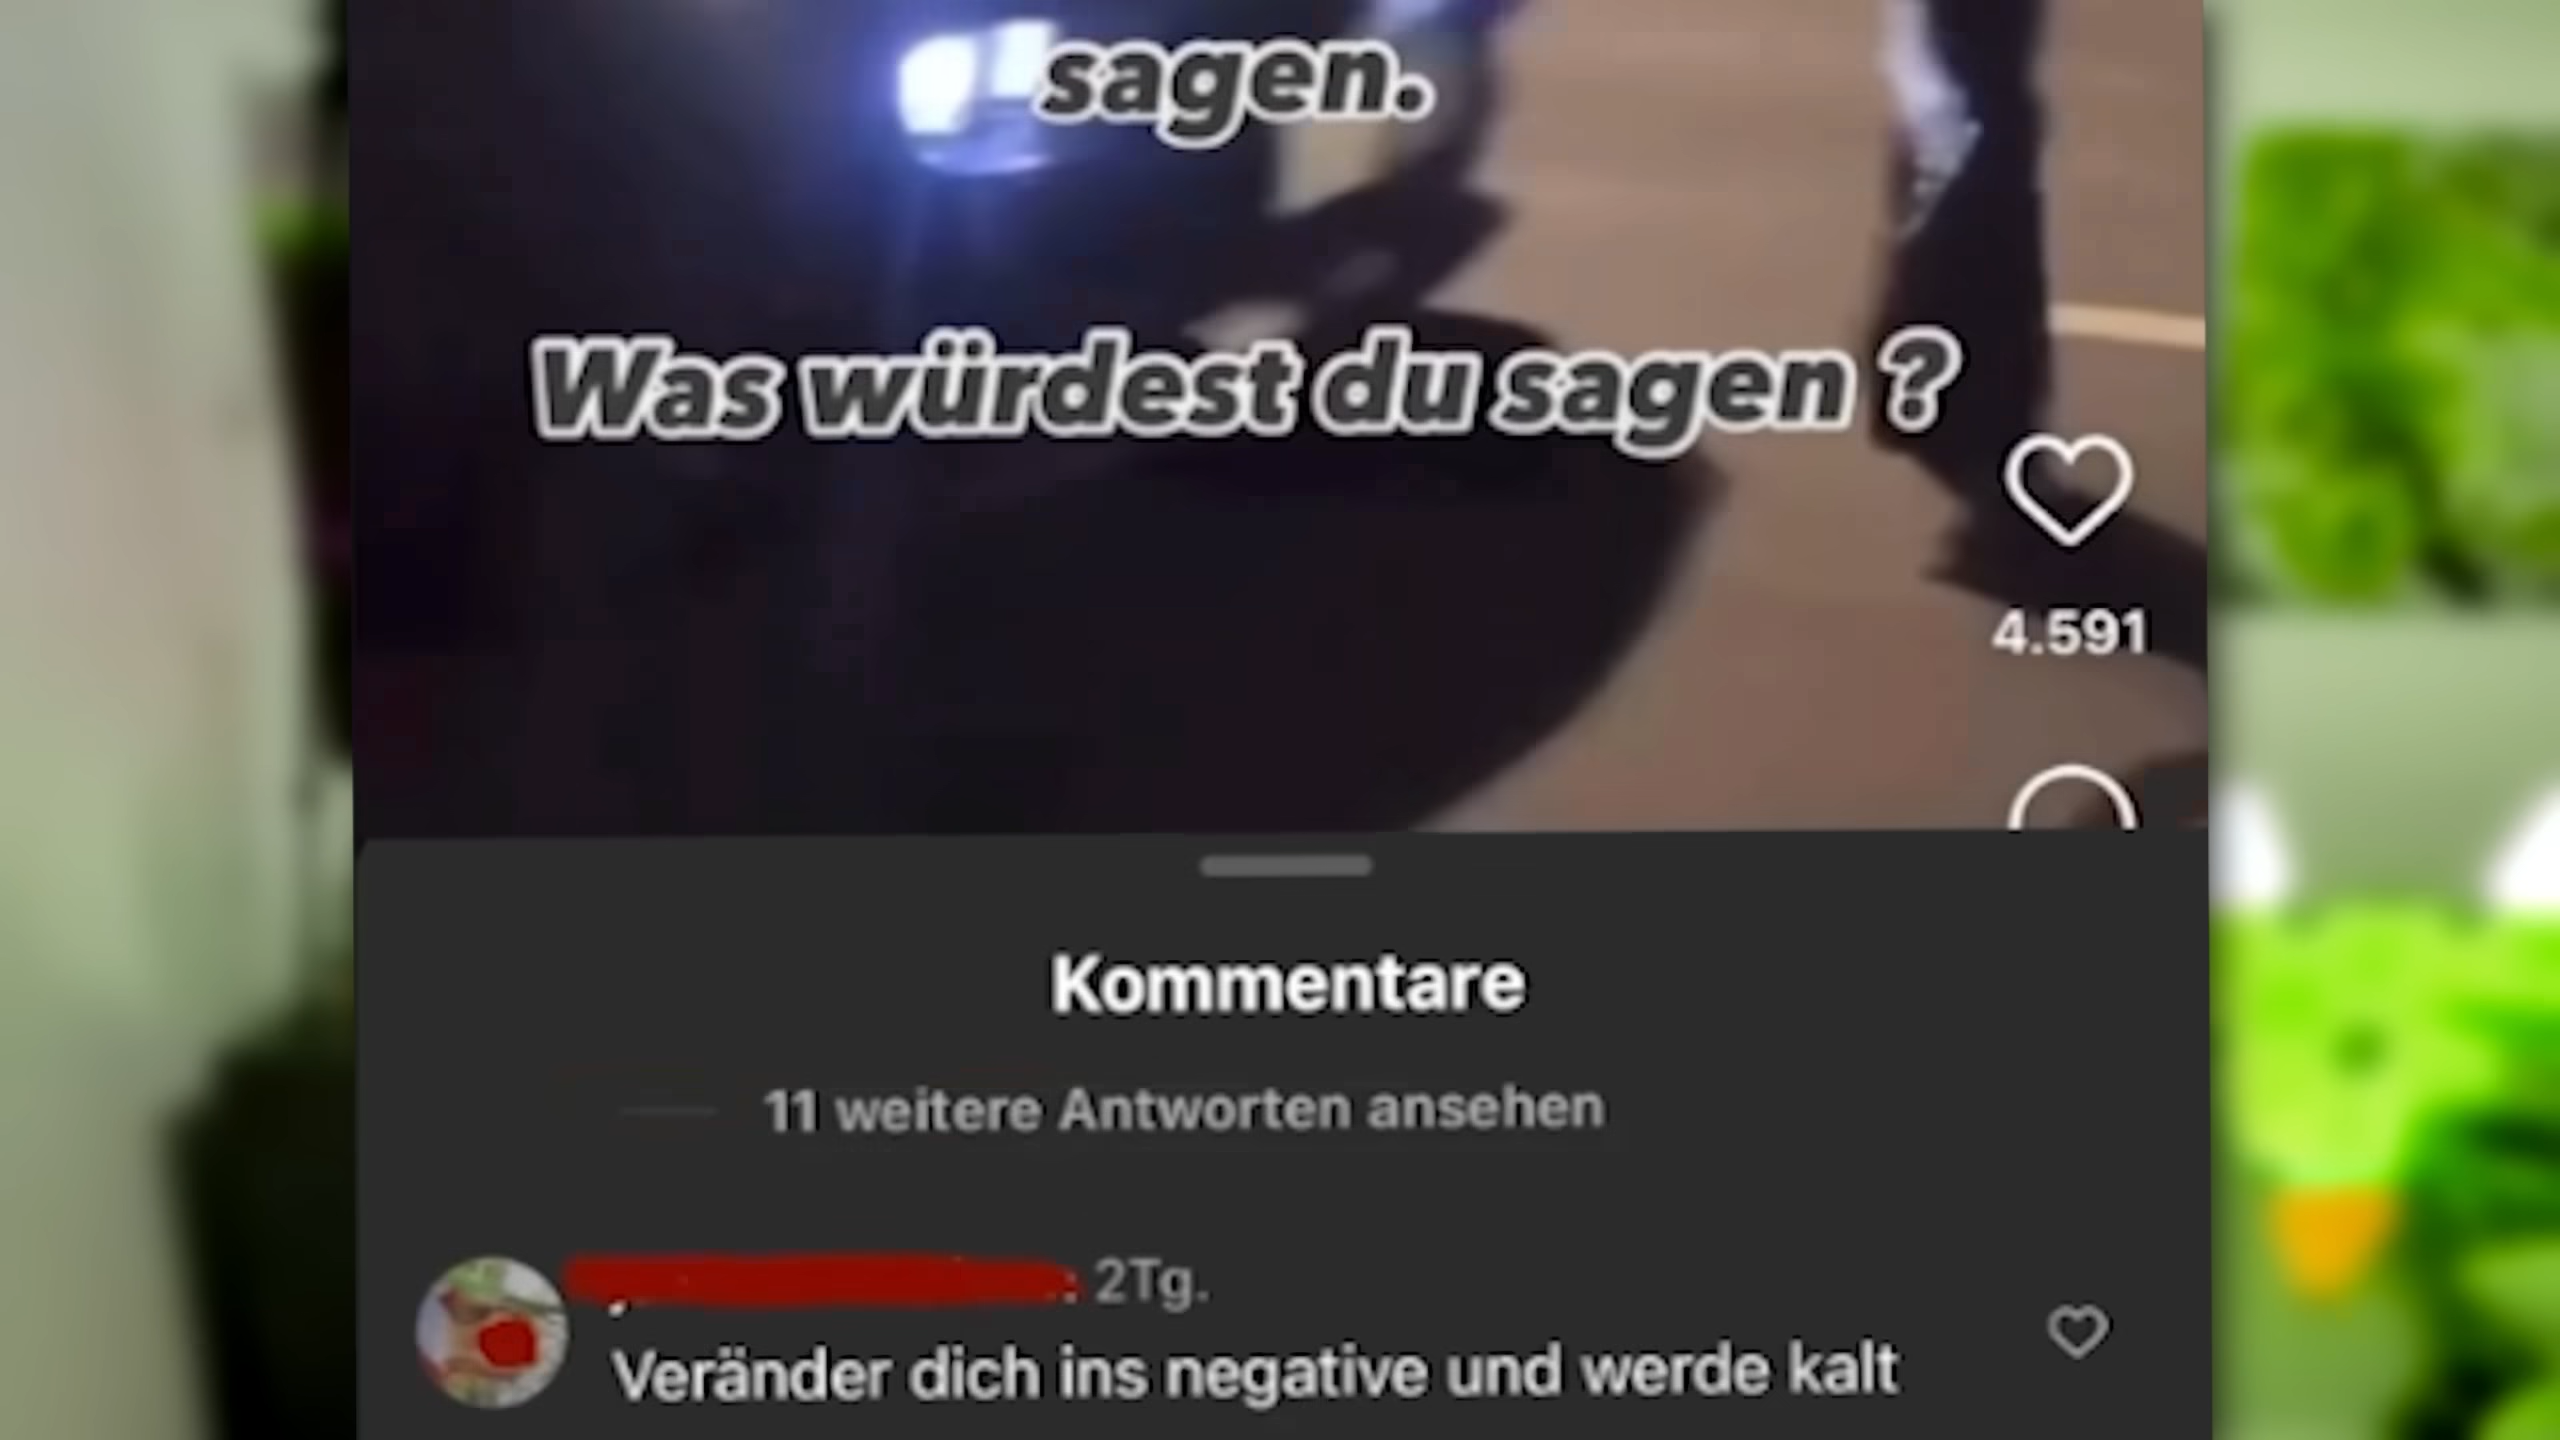 sagen.
Was würdest du sagen ?
4.591
Kommentare
11 weitere Antworten ansehen
2Tg.
Veränder dich ins negative und werde kalt